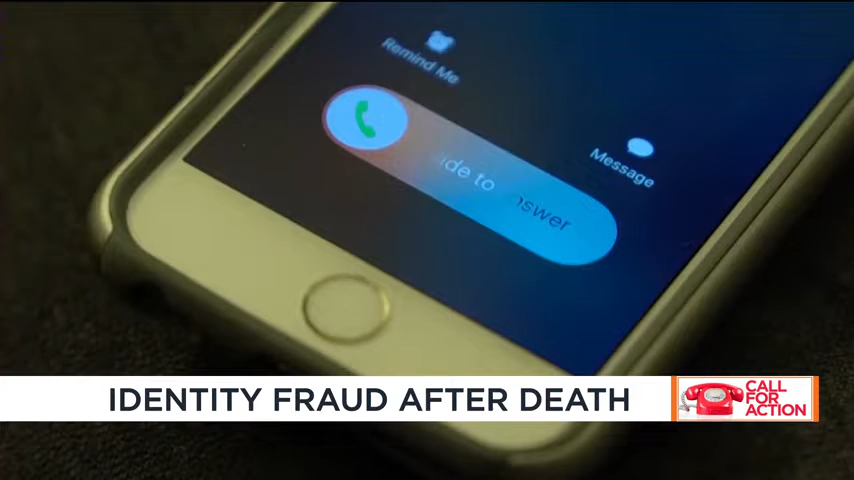 Remind Me
Message
to
IDENTITY FRAUD AFTER DEATH
CALL
FOR
ACTION